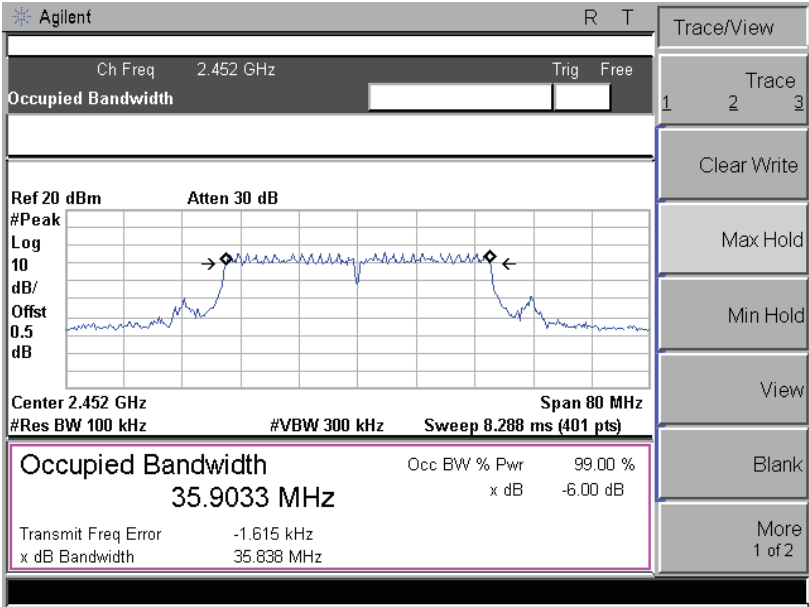 Agilent R T
Ch Freq 2.452 GHz Trig Free
Occupied Bandwidth
Ref 20 dBm Atten 30 dB
#Peak
Log
10
dB/
Offst
0.5
dB
Center 2.452 GHz Span 80 MHz
#Res BW 100 kHz #VBW 300 kHz Sweep 8.288 ms (401 pts)
Occupied Bandwidth
35.9033 MHz
Occ BW % Pwr 99.00 %
x dB -6.00 dB
Transmit Freq Error -1.615 kHz
x dB Bandwidth 35.838 MHz
Trace/View
Trace
1 2 3
Clear Write
Max Hold
Min Hold
View
Blank
More
1 of 2